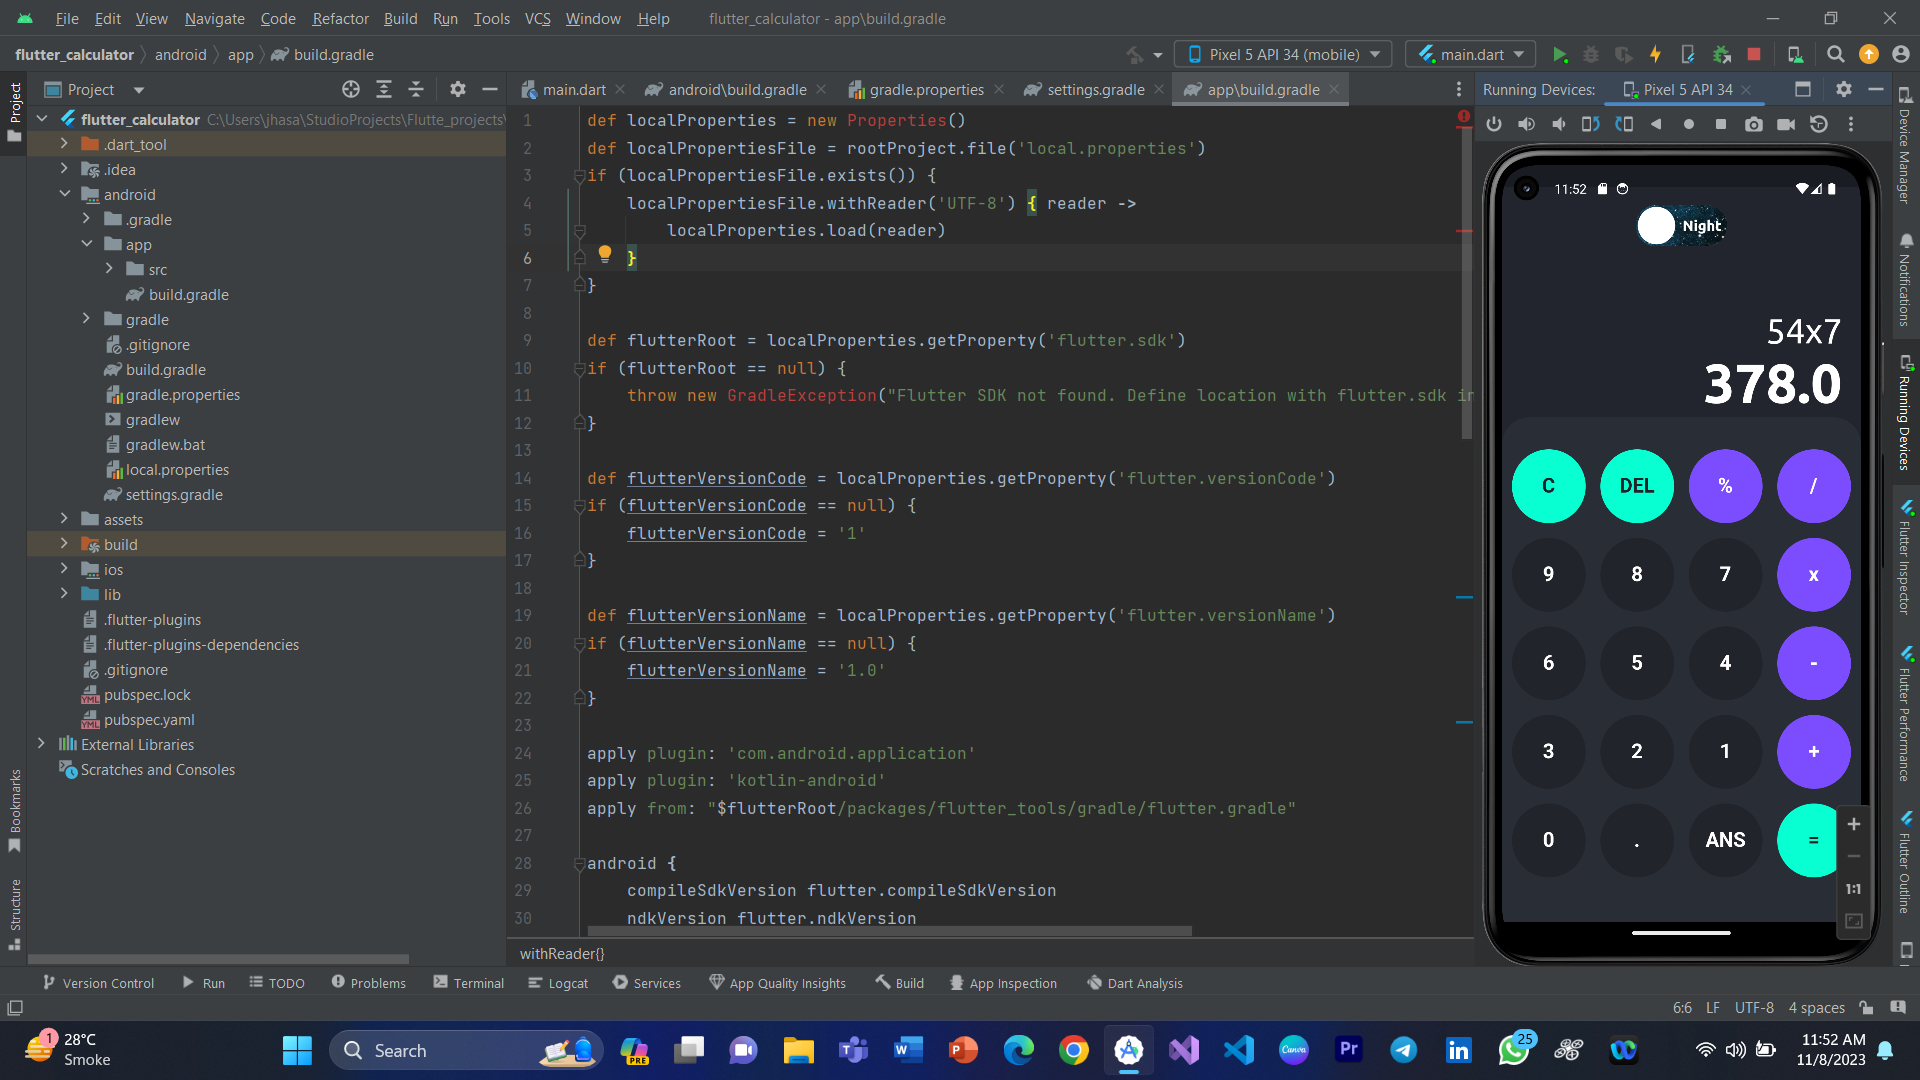 File Edit View Navigate Code Refactor Build Run Tools VCS Window Help flutter_calculator - app\build.gradle
flutter_calculator android app build.gradle
Pixel 5 API 34 (mobile) main.dart
Project
Project
flutter_calculator C:\Users\jhasa\StudioProjects\Flutte_projects\
.dart_tool
.idea
android
.gradle
app
src
build.gradle
gradle
.gitignore
build.gradle
gradle.properties
gradlew
gradlew.bat
local.properties
settings.gradle
assets
build
ios
lib
.flutter-plugins
.flutter-plugins-dependencies
.gitignore
pubspec.lock
pubspec.yaml
External Libraries
Scratches and Consoles
Bookmarks
Structure
main.dart android\build.gradle gradle.properties settings.gradle app\build.gradle
1 def localProperties = new Properties()
2 def localPropertiesFile = rootProject.file('local.properties')
3 if (localPropertiesFile.exists()) {
4 localPropertiesFile.withReader('UTF-8') { reader ->
5 localProperties.load(reader)
6 }
7 }
8
9 def flutterRoot = localProperties.getProperty('flutter.sdk')
10 if (flutterRoot == null) {
11 throw new GradleException("Flutter SDK not found. Define location with flutter.sdk in
12 }
13
14 def flutterVersionCode = localProperties.getProperty('flutter.versionCode')
15 if (flutterVersionCode == null) {
16 flutterVersionCode = '1'
17 }
18
19 def flutterVersionName = localProperties.getProperty('flutter.versionName')
20 if (flutterVersionName == null) {
21 flutterVersionName = '1.0'
22 }
23
24 apply plugin: 'com.android.application'
25 apply plugin: 'kotlin-android'
26 apply from: "$flutterRoot/packages/flutter_tools/gradle/flutter.gradle"
27
28 android {
29 compileSdkVersion flutter.compileSdkVersion
30 ndkVersion flutter.ndkVersion
withReader{}
Running Devices: Pixel 5 API 34
11:52
Night
54x7
378.0
C DEL % /
9 8 7 x
6 5 4 -
3 2 1 +
0 . ANS =
1:1
Device Manager
Notifications
Running Devices
Flutter Inspector
Flutter Performance
Flutter Outline
Version Control Run TODO Problems Terminal Logcat Services App Quality Insights Build App Inspection Dart Analysis
6:6 LF UTF-8 4 spaces
1
28°C
Smoke
Search
PRE
Canva
Pr
25
11:52 AM
11/8/2023